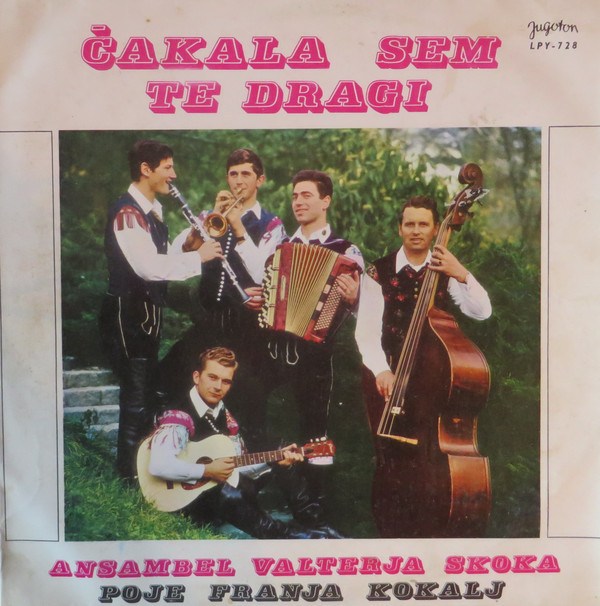 Jugoton
LPY-728
ČAKALA SEM
TE DRAGI
ANSAMBEL VALTERJA SKOKA
POJE FRANJA KOKALJ